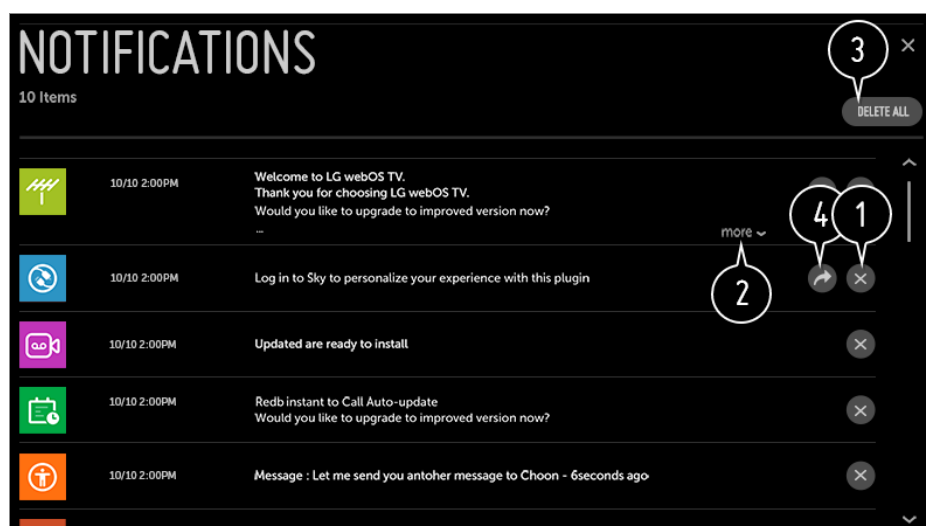 NOTIFICATIONS
3
10 Items
DELETE ALL
10/10 2:00PM
Welcome to LG webOS TV.
Thank you for choosing LG webOS TV.
Would you like to upgrade to improved version now?
...
more
4
1
2
10/10 2:00PM
Log in to Sky to personalize your experience with this plugin
10/10 2:00PM
Updated are ready to install
10/10 2:00PM
Redb instant to Call Auto-update
Would you like to upgrade to improved version now?
10/10 2:00PM
Message : Let me send you antoher message to Choon - 6seconds ago